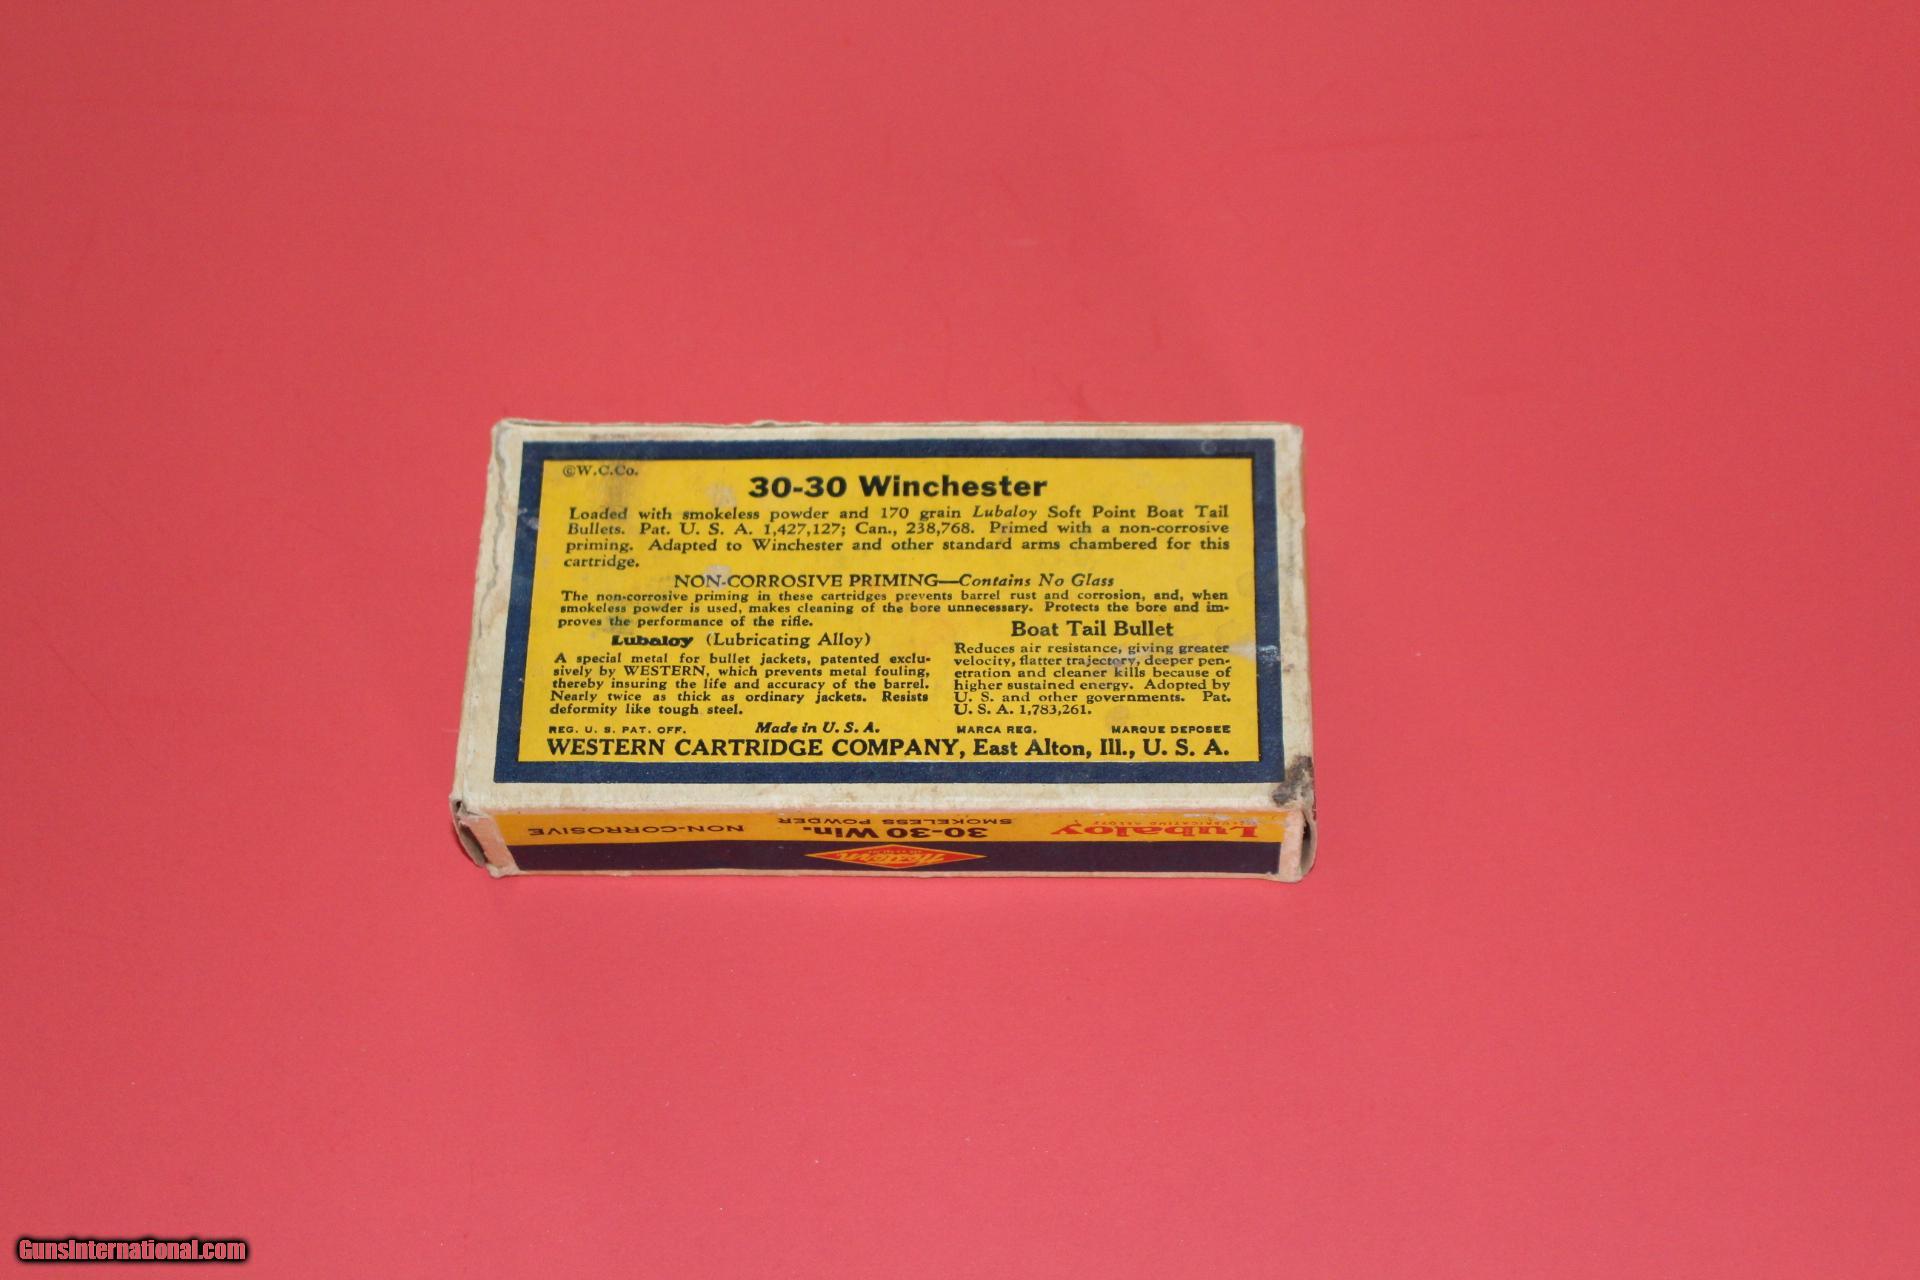 ©W.C.Co.
30-30 Winchester
Loaded with smokeless powder and 170 grain Lubaloy Soft Point Boat Tail
Bullets. Pat. U. S. A. 1,427,127; Can., 238,768. Primed with a non-corrosive
priming. Adapted to Winchester and other standard arms chambered for this
cartridge.
NON-CORROSIVE PRIMING—Contains No Glass
The non-corrosive priming in these cartridges prevents barrel rust and corrosion, and, when
smokeless powder is used, makes cleaning of the bore unnecessary. Protects the bore and im-
proves the performance of the rifle.
Lubaloy (Lubricating Alloy)
A special metal for bullet jackets, patented exclu-
sively by WESTERN, which prevents metal fouling,
thereby insuring the life and accuracy of the barrel.
Nearly twice as thick as ordinary jackets. Resists
deformity like tough steel.
Boat Tail Bullet
Reduces air resistance, giving greater
velocity, flatter trajectory, deeper pen-
etration and cleaner kills because of
higher sustained energy. Adopted by
U. S. and other governments. Pat.
U. S. A. 1,783,261.
REG. U. S. PAT. OFF. Made in U. S. A. MARCA REG. MARQUE DEPOSEE
WESTERN CARTRIDGE COMPANY, East Alton, Ill., U. S. A.
Lubaloy 30-30 Win. NON-CORROSIVE
LUBRICATING ALLOY SMOKELESS POWDER
Western
GunsInternational.com